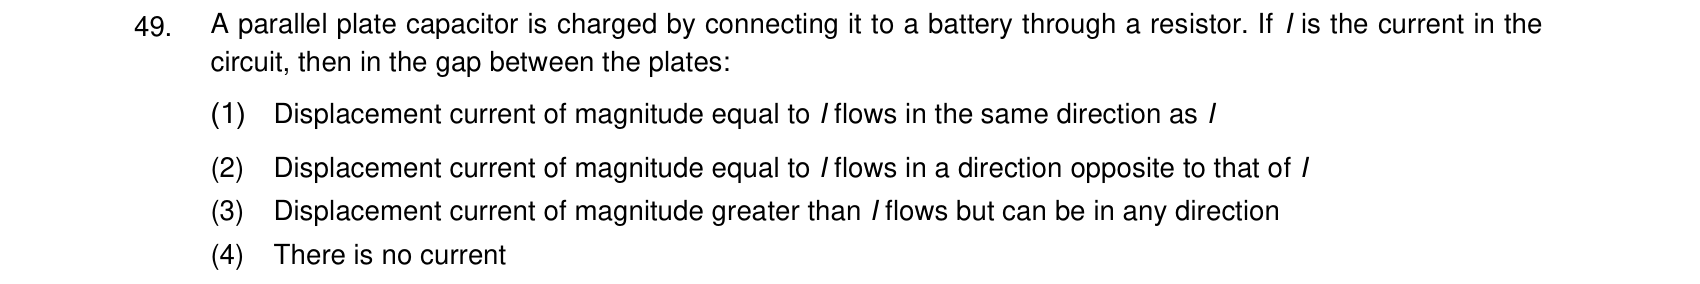 49. A parallel plate capacitor is charged by connecting it to a battery through a resistor. If I is the current in the
circuit, then in the gap between the plates:
(1) Displacement current of magnitude equal to I flows in the same direction as I
(2) Displacement current of magnitude equal to I flows in a direction opposite to that of I
(3) Displacement current of magnitude greater than I flows but can be in any direction
(4) There is no current